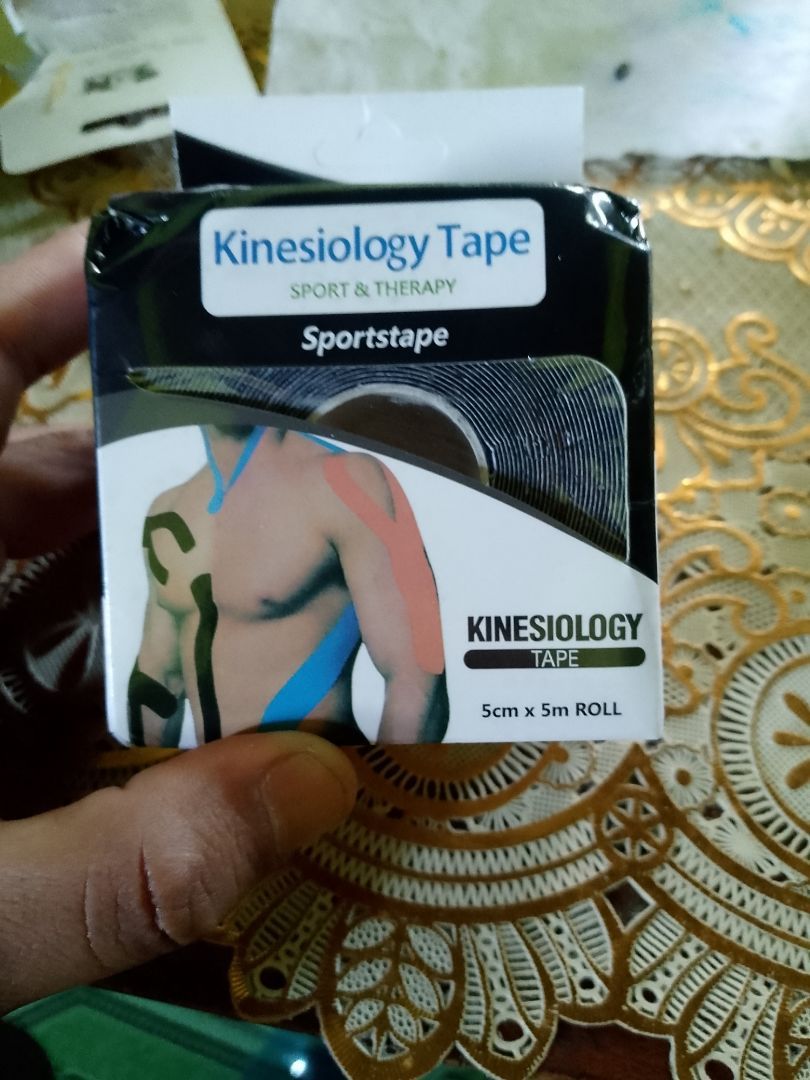 Kinesiology Tape
SPORT & THERAPY
Sportstape
KINESIOLOGY
TAPE
5cm x 5m ROLL